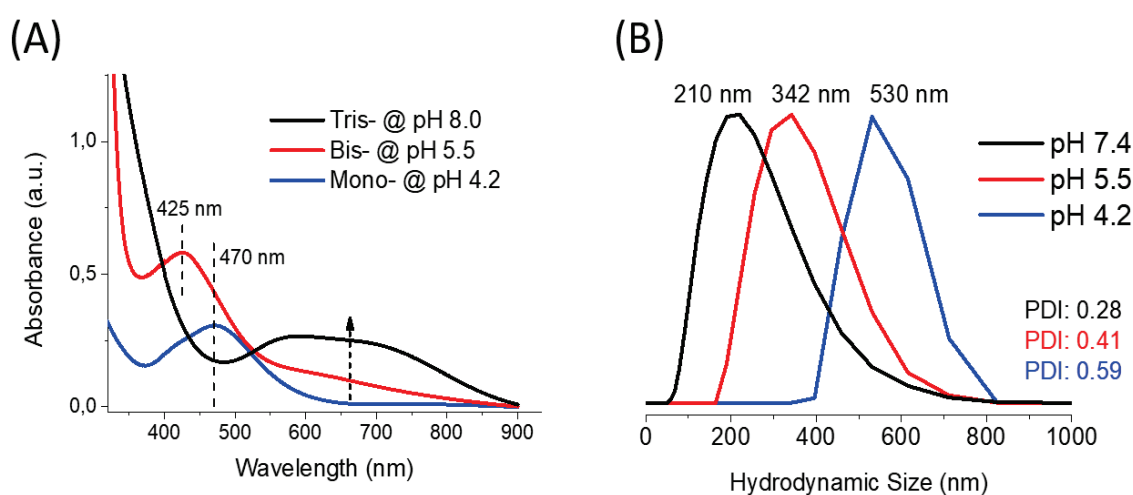 (A)
Absorbance (a.u.)
1,0
0,5
0,0
Tris- @ pH 8.0
Bis- @ pH 5.5
Mono- @ pH 4.2
425 nm
470 nm
400 500 600 700 800 900
Wavelength (nm)
(B)
210 nm 342 nm 530 nm
pH 7.4
pH 5.5
pH 4.2
PDI: 0.28
PDI: 0.41
PDI: 0.59
0 200 400 600 800 1000
Hydrodynamic Size (nm)